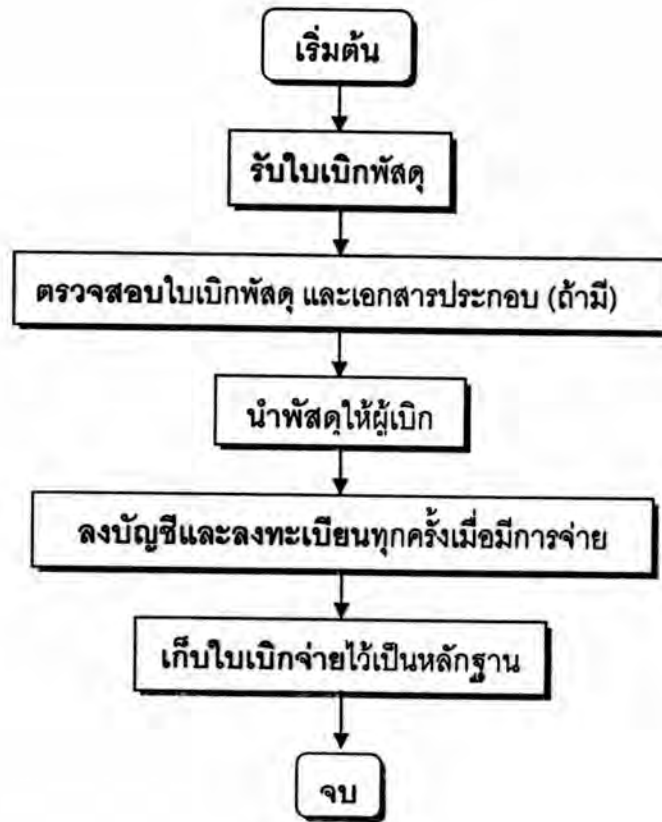 เริ่มต้น
รับใบเบิกพัสดุ
ตรวจสอบใบเบิกพัสดุ และเอกสารประกอบ (ถ้ามี)
นำพัสดุให้ผู้เบิก
ลงบัญชีและลงทะเบียนทุกครั้งเมื่อมีการจ่าย
เก็บใบเบิกจ่ายไว้เป็นหลักฐาน
จบ